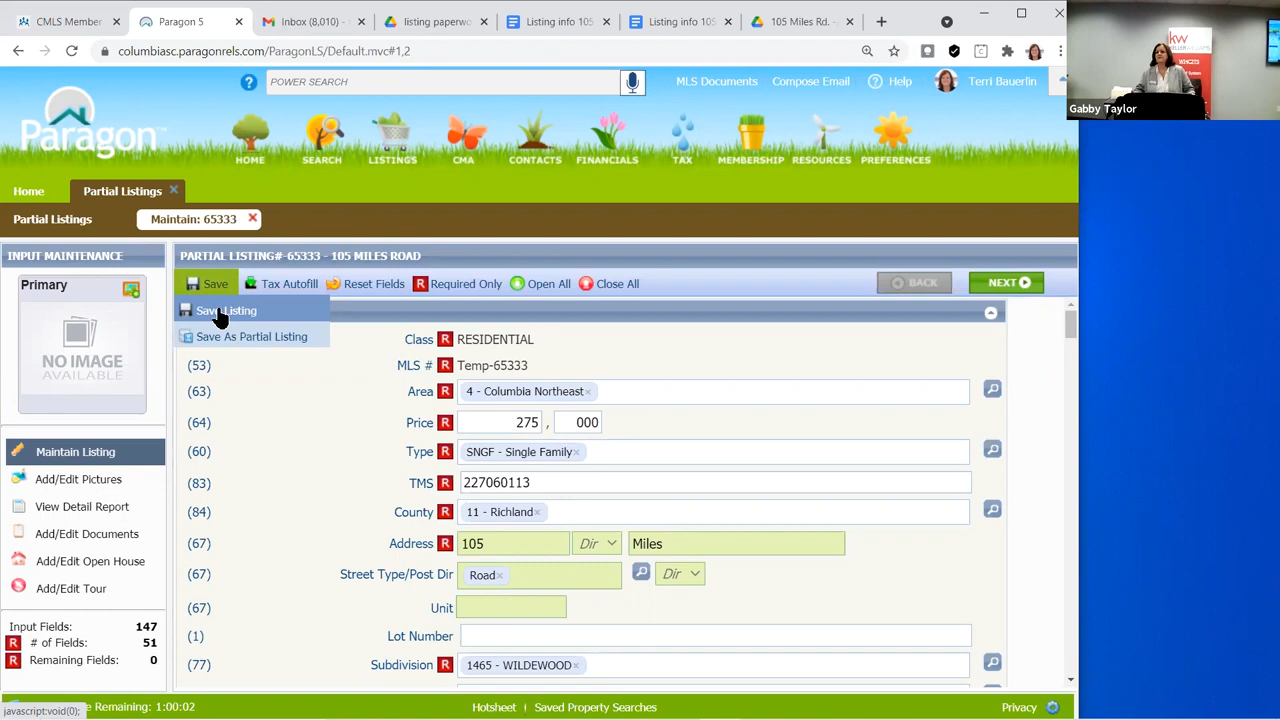 CMLS Member
Paragon 5
Inbox (8,010) -
listing paperw
Listing info 105
Listing info 105
105 Miles Rd. -
columbiasc.paragonrels.com/ParagonLS/Default.mvc#1,2
POWER SEARCH
MLS Documents
Compose Email
Help
Terri Bauerlin
Paragon
HOME
SEARCH
LISTINGS
CMA
CONTACTS
FINANCIALS
TAX
MEMBERSHIP
RESOURCES
PREFERENCES
kw
KELLER WILLIAMS
Gabby Taylor
Home
Partial Listings
Partial Listings
Maintain: 65333
INPUT MAINTENANCE
PARTIAL LISTING#-65333 - 105 MILES ROAD
Primary
NO IMAGE
AVAILABLE
Save
Tax Autofill
Reset Fields
R Required Only
Open All
Close All
BACK
NEXT
Save Listing
Save As Partial Listing
Class R RESIDENTIAL
(53) MLS # R Temp-65333
(63) Area R 4 - Columbia Northeast×
(64) Price R 275 , 000
(60) Type R SNGF - Single Family×
(83) TMS R 227060113
(84) County R 11 - Richland×
(67) Address R 105 Dir Miles
(67) Street Type/Post Dir Road× Dir
(67) Unit
(1) Lot Number
(77) Subdivision R 1465 - WILDEWOOD×
Maintain Listing
Add/Edit Pictures
View Detail Report
Add/Edit Documents
Add/Edit Open House
Add/Edit Tour
Input Fields: 147
R # of Fields: 51
R Remaining Fields: 0
javascript:void(0);
e Remaining: 1:00:02
Hotsheet
Saved Property Searches
Privacy